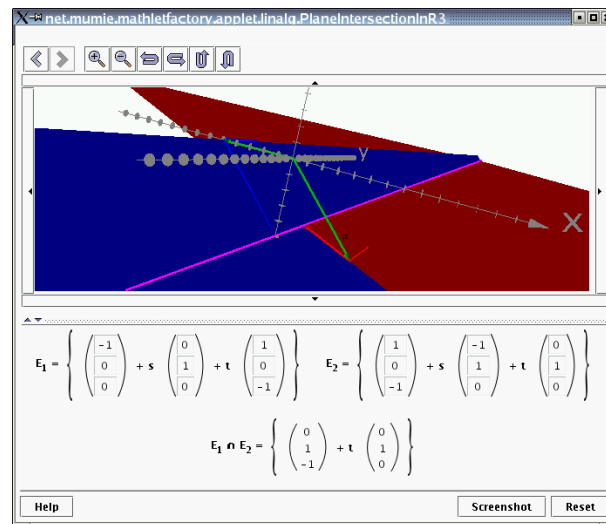 net.mumie.mathletfactory.applet.linalg.PlaneIntersectionInR3
y
X
E1 = { ( -1 0 0 ) + s ( 0 1 0 ) + t ( 1 0 -1 ) } E2 = { ( 1 0 -1 ) + s ( -1 1 1 ) + t ( 0 1 0 ) }
E1 ∩ E2 = { ( 0 1 -1 ) + t ( 0 1 0 ) }
Help Screenshot Reset